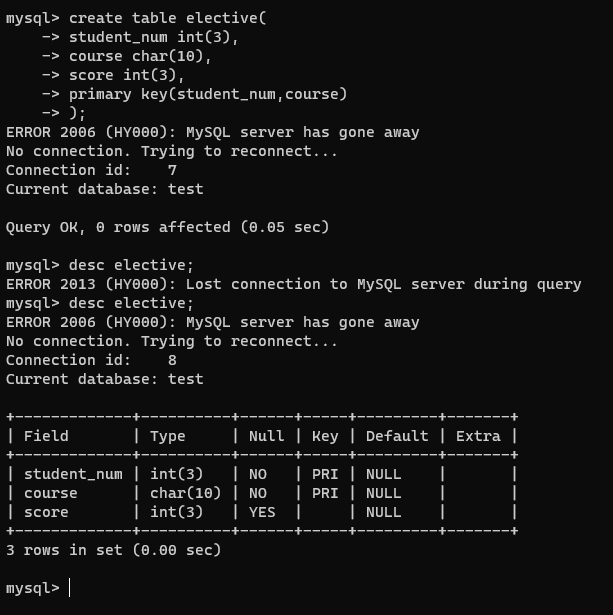 mysql> create table elective(
    -> student_num int(3),
    -> course char(10),
    -> score int(3),
    -> primary key(student_num,course)
    -> );
ERROR 2006 (HY000): MySQL server has gone away
No connection. Trying to reconnect...
Connection id:    7
Current database: test

Query OK, 0 rows affected (0.05 sec)

mysql> desc elective;
ERROR 2013 (HY000): Lost connection to MySQL server during query
mysql> desc elective;
ERROR 2006 (HY000): MySQL server has gone away
No connection. Trying to reconnect...
Connection id:    8
Current database: test

+-------------+----------+------+-----+---------+-------+
| Field       | Type     | Null | Key | Default | Extra |
+-------------+----------+------+-----+---------+-------+
| student_num | int(3)   | NO   | PRI | NULL    |       |
| course      | char(10) | NO   | PRI | NULL    |       |
| score       | int(3)   | YES  |     | NULL    |       |
+-------------+----------+------+-----+---------+-------+
3 rows in set (0.00 sec)

mysql>